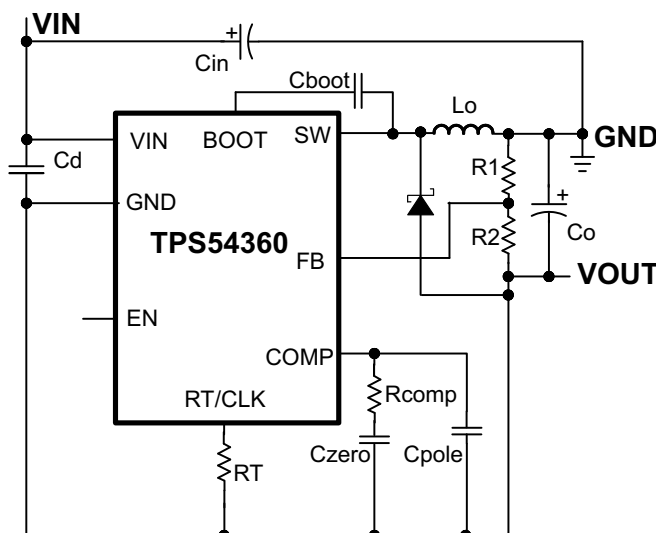 VIN
+
Cin
Cboot
Lo
VIN
BOOT
SW
GND
Cd
R1
+
GND
TPS54360
R2
Co
FB
VOUT
EN
COMP
RT/CLK
Rcomp
RT
Czero
Cpole